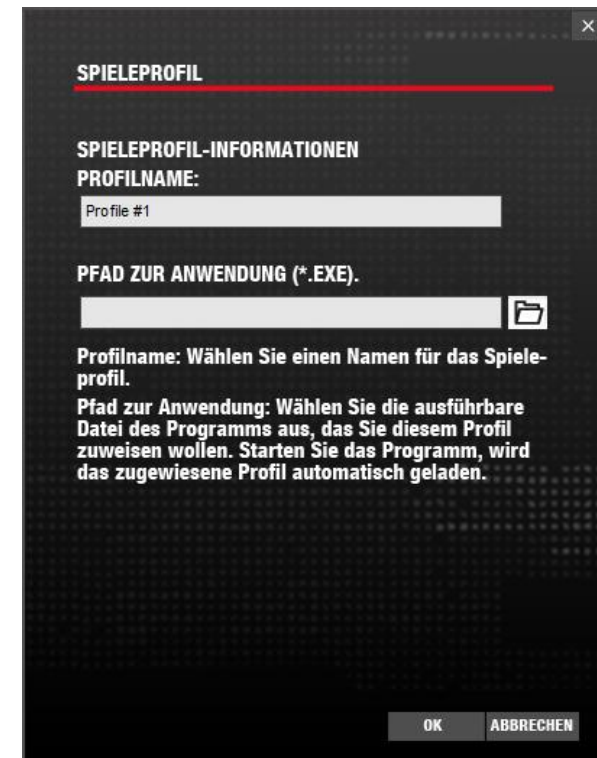 SPIELEPROFIL
SPIELEPROFIL-INFORMATIONEN
PROFILNAME:
Profile #1
PFAD ZUR ANWENDUNG (*.EXE).
Profilname: Wählen Sie einen Namen für das Spiele-
profil.
Pfad zur Anwendung: Wählen Sie die ausführbare
Datei des Programms aus, das Sie diesem Profil
zuweisen wollen. Starten Sie das Programm, wird
das zugewiesene Profil automatisch geladen.
OK ABBRECHEN